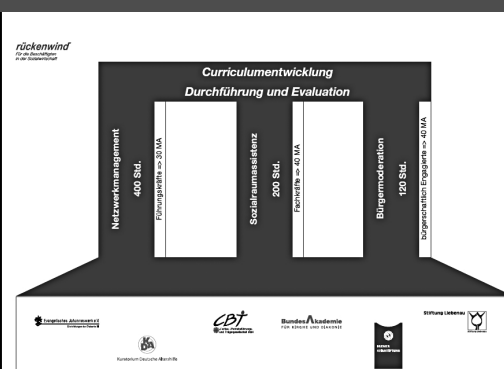 rückenwind
Für die Beschäftigten
in der Sozialwirtschaft
Curriculumentwicklung
Durchführung und Evaluation
Netzwerkmanagement
400 Std.
Führungskräfte => 30 MA
Sozialraumassistenz
200 Std.
Fachkräfte => 40 MA
Bürgermoderation
120 Std.
bürgerschaftlich Engagierte => 40 MA
Evangelisches Johanneswerk e.V.
KDA
Kuratorium Deutsche Altershilfe
CBT
BundesAkademie
FÜR KIRCHE UND DIAKONIE
Stiftung Liebenau